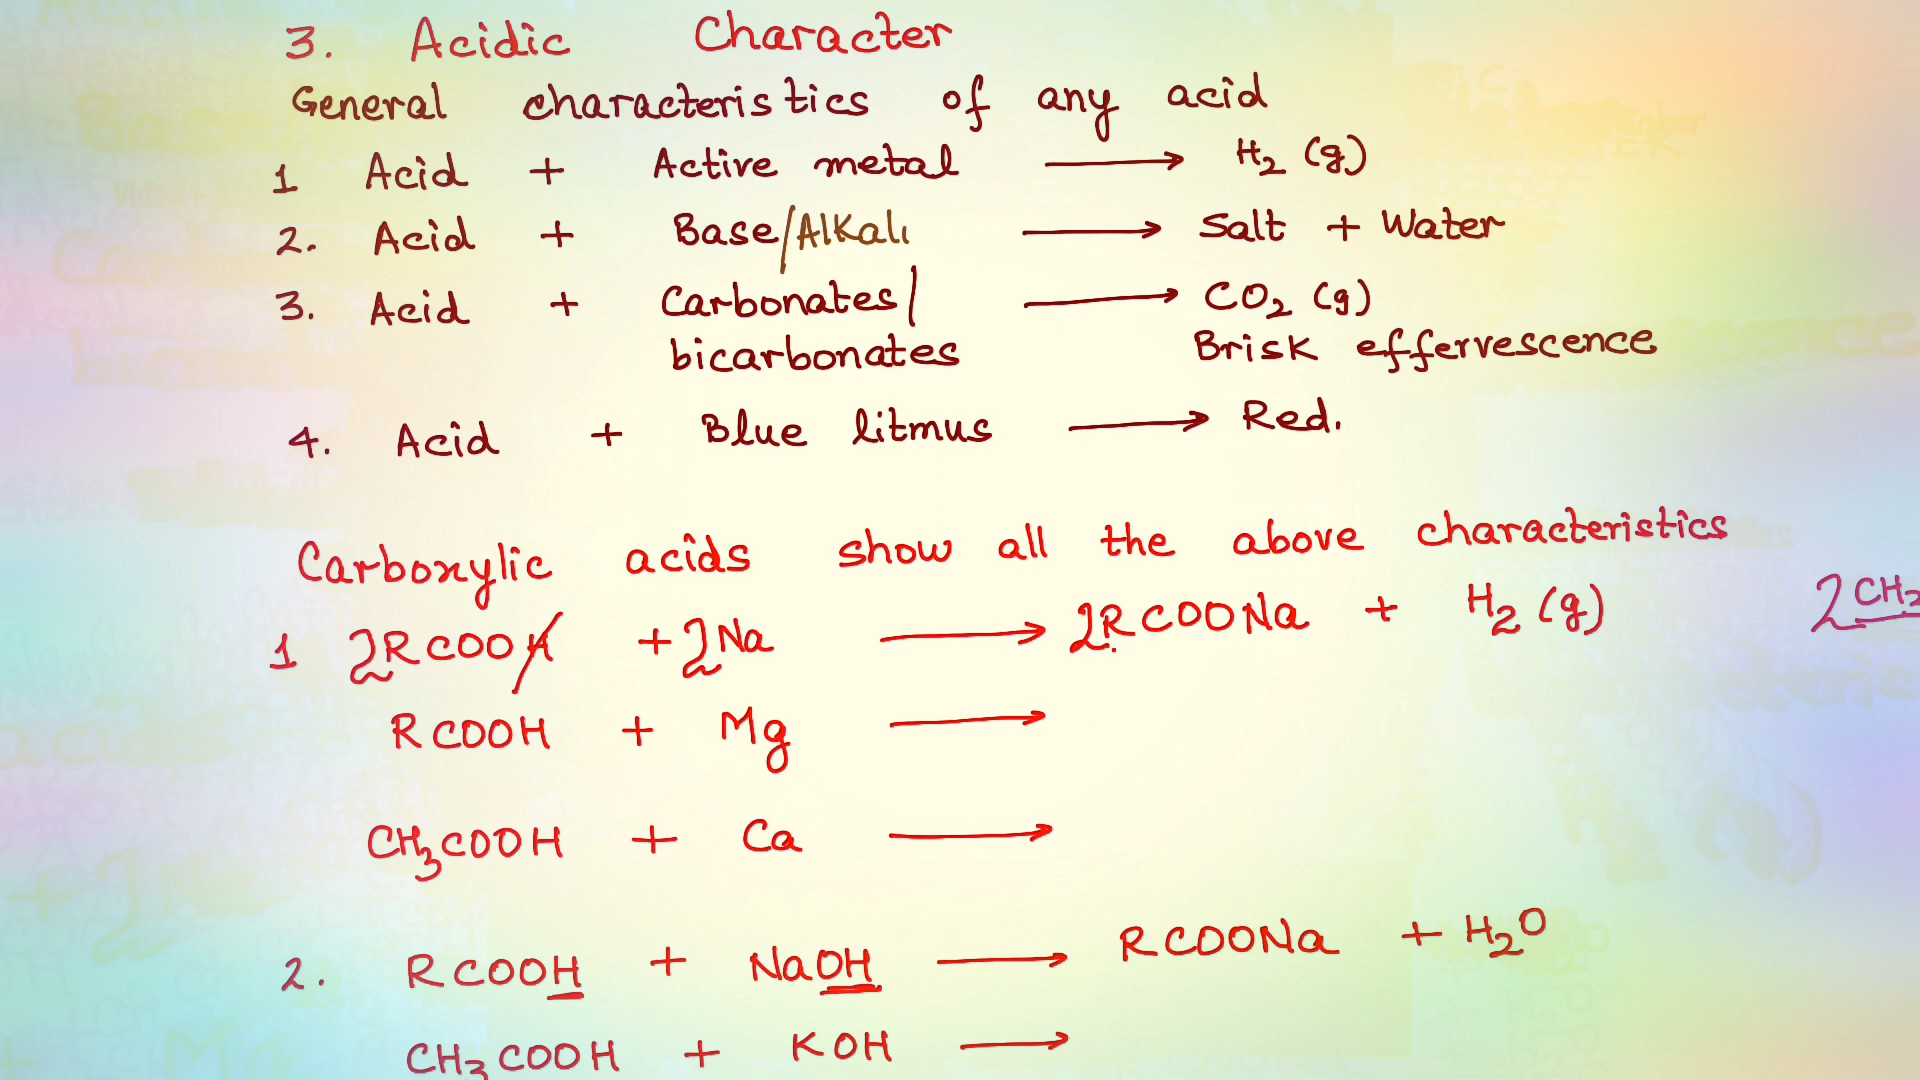 3. Acidic Character
General characteristics of any acid
1 Acid + Active metal ⟶ H₂ (g)
2. Acid + Base/Alkali ⟶ Salt + Water
3. Acid + Carbonates/ ⟶ CO₂ (g)
bicarbonates Brisk effervescence
4. Acid + Blue litmus ⟶ Red.
Carboxylic acids show all the above characteristics
1 2RCOOH + 2Na ⟶ 2RCOONa + H₂ (g) 2CH₃
RCOOH + Mg ⟶
CH₃COOH + Ca ⟶
2. RCOOH + NaOH ⟶ RCOONa + H₂O
CH₃COOH + KOH ⟶